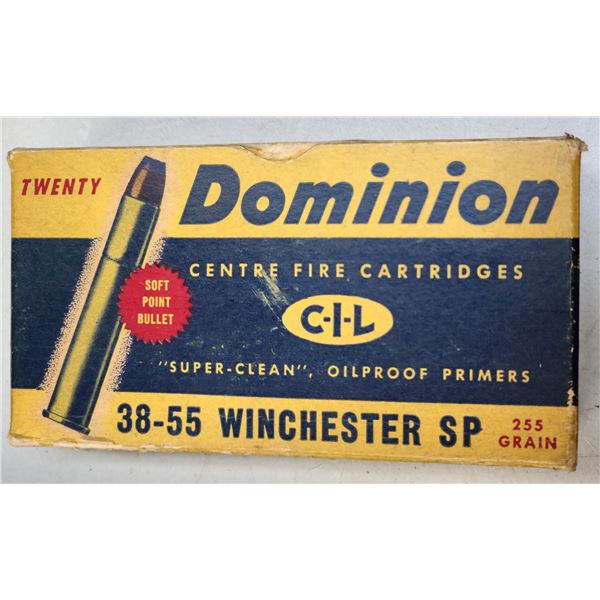 TWENTY
Dominion
CENTRE FIRE CARTRIDGES
SOFT
POINT
BULLET
C-I-L
"SUPER-CLEAN", OILPROOF PRIMERS
38-55 WINCHESTER SP
255
GRAIN